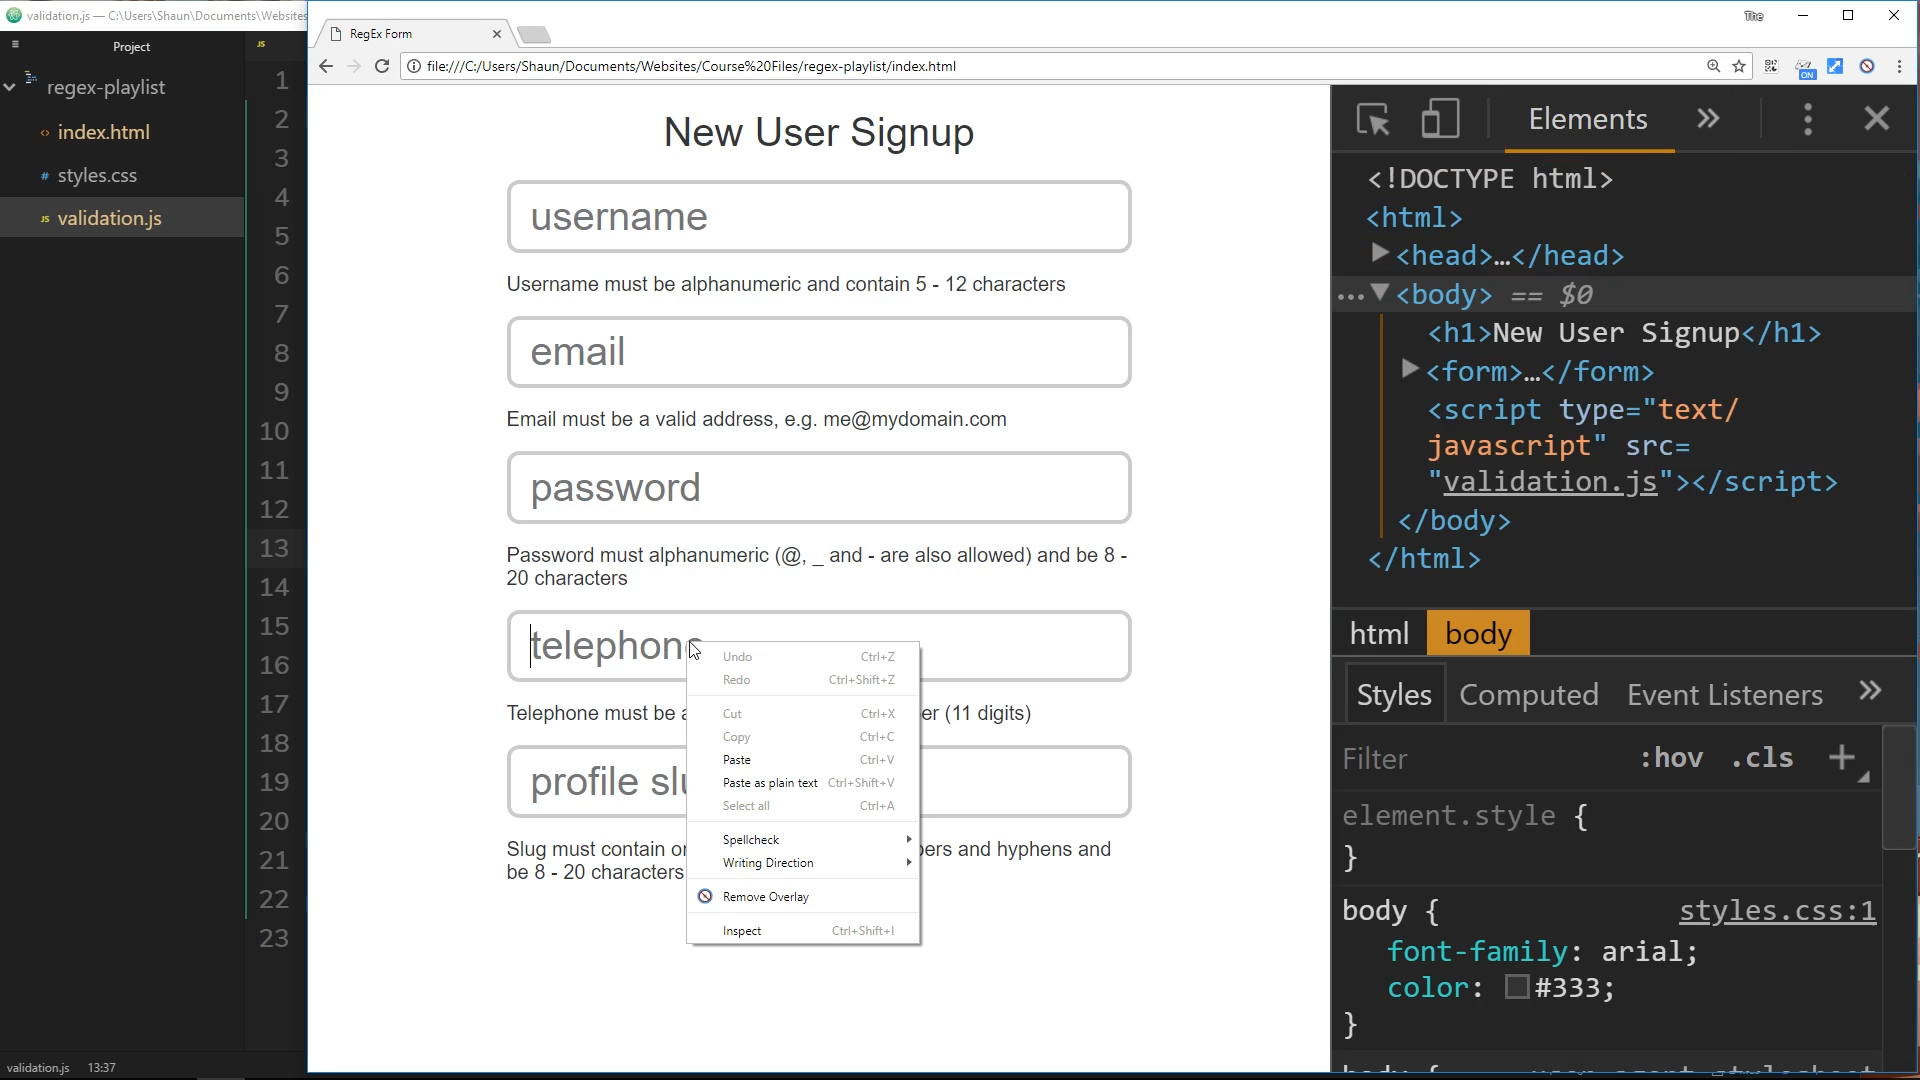 validation.js — C:\Users\Shaun\Documents\Websites
Project
regex-playlist
index.html
styles.css
validation.js
1
2
3
4
5
6
7
8
9
10
11
12
13
14
15
16
17
18
19
20
21
22
23
validation.js 13:37
RegEx Form
The
file:///C:/Users/Shaun/Documents/Websites/Course%20Files/regex-playlist/index.html
ON
New User Signup
username
Username must be alphanumeric and contain 5 - 12 characters
email
Email must be a valid address, e.g. me@mydomain.com
password
Password must alphanumeric (@, _ and - are also allowed) and be 8 -
20 characters
telephone
Telephone must be a er (11 digits)
profile slu
Slug must contain or bers and hyphens and
be 8 - 20 characters
Undo Ctrl+Z
Redo Ctrl+Shift+Z
Cut Ctrl+X
Copy Ctrl+C
Paste Ctrl+V
Paste as plain text Ctrl+Shift+V
Select all Ctrl+A
Spellcheck
Writing Direction
Remove Overlay
Inspect Ctrl+Shift+I
Elements
<!DOCTYPE html>
<html>
<head>…</head>
<body> == $0
<h1>New User Signup</h1>
<form>…</form>
<script type="text/
javascript" src=
"validation.js"></script>
</body>
</html>
html body
Styles Computed Event Listeners
Filter :hov .cls +
element.style {
}
body { styles.css:1
font-family: arial;
color: #333;
}
body { user agent stylesheet